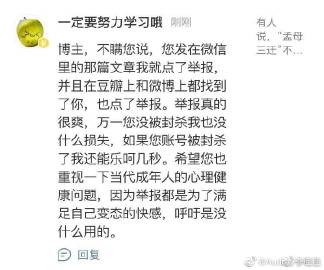 一定要努力学习哦 刚刚
博主，不瞒您说，您发在微信
里的那篇文章我就点了举报，
并且在豆瓣上和微博上都找到
了你，也点了举报。举报真的
很爽，万一您没被封杀我也没
什么损失，如果您账号被封杀
了我还能乐呵几秒。希望您也
重视一下当代成年人的心理健
康问题，因为举报都是为了满
足自己变态的快感，呼吁是没
什么用的。
回复
有人
说，“孟母
三迁”不…